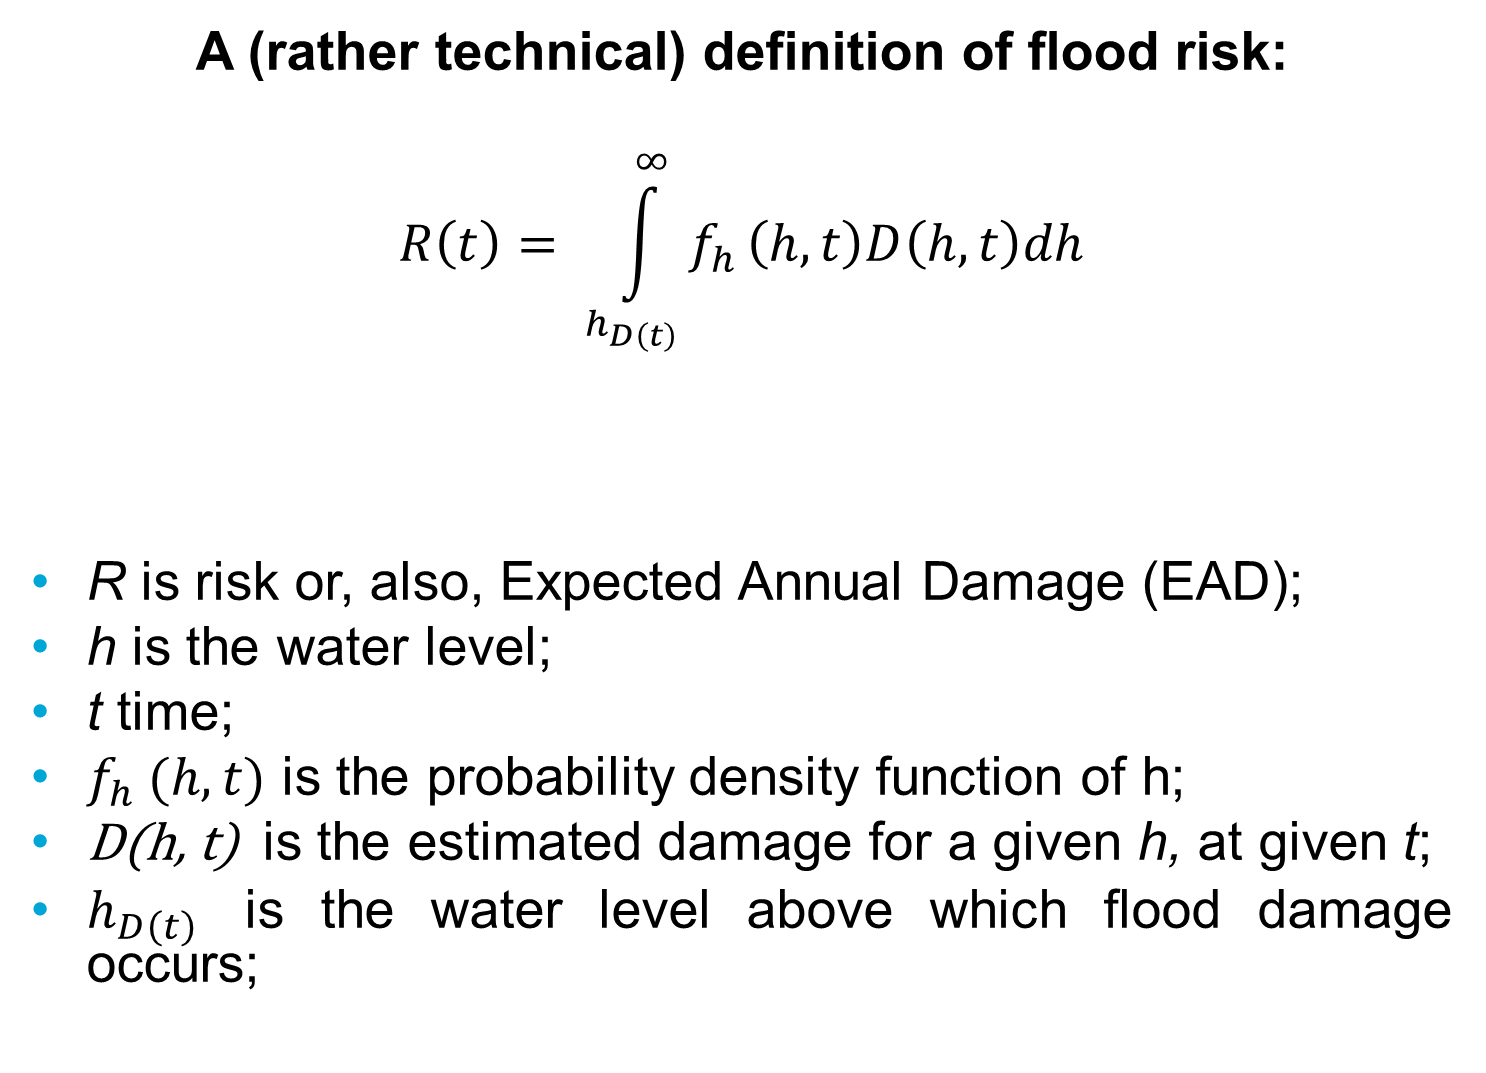 A (rather technical) definition of flood risk:
R(t) = ∫_{h_{D(t)}}^{∞} f_h (h, t)D(h, t)dh
• R is risk or, also, Expected Annual Damage (EAD);
• h is the water level;
• t time;
• f_h (h, t) is the probability density function of h;
• D(h, t) is the estimated damage for a given h, at given t;
• h_{D(t)} is the water level above which flood damage
occurs;